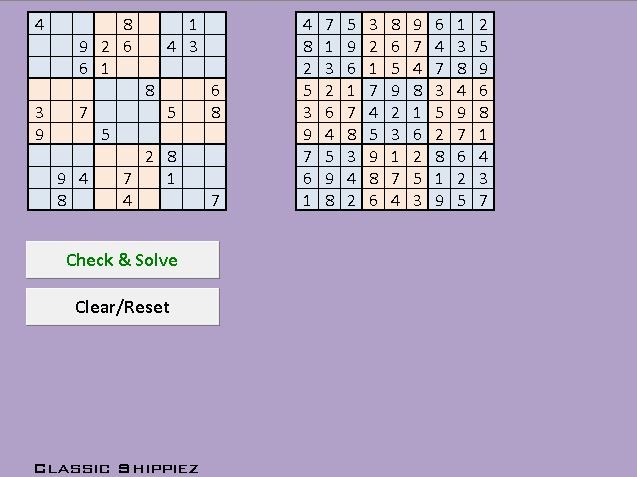 4 8 1 4 7 5 3 8 9 6 1 2
9 2 6 4 3 8 1 9 2 6 7 4 3 5
6 1 2 3 6 1 5 4 7 8 9
8 6 5 2 1 7 9 8 3 4 6
3 7 5 8 3 6 7 4 2 1 5 9 8
9 5 9 4 8 5 3 6 2 7 1
2 8 7 5 3 9 1 2 8 6 4
9 4 7 1 6 9 4 8 7 5 1 2 3
8 4 7 1 8 2 6 4 3 9 5 7
Check & Solve
Clear/Reset
Classic Shippiez